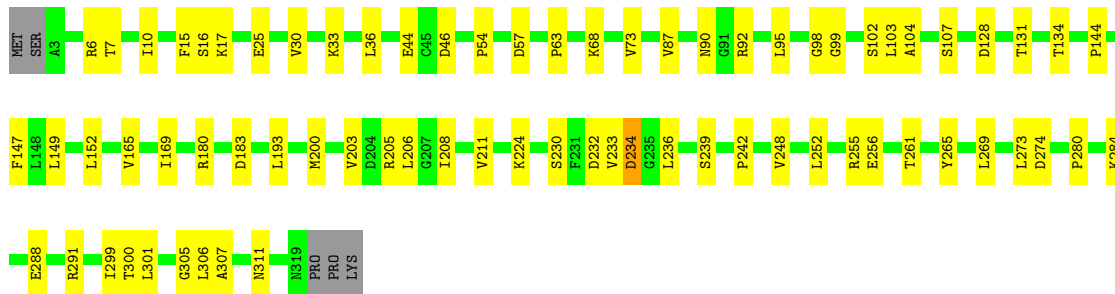 MET SER A3 R6 T7 I10 F15 S16 K17 E25 V30 K33 L36 E44 C45 D46 P54 D57 P63 K68 V73 V87 N90 G91 R92 L95 G98 G99 S102 L103 A104 S107 D128 T131 T134 P144
F147 L148 L149 L152 V165 I169 R180 D183 L193 M200 V203 D204 R205 L206 G207 I208 V211 K224 S230 F231 D232 V233 D234 G235 L236 S239 P242 V248 L252 R255 E256 T261 Y265 L269 L273 D274 P280
E288 R291 I299 T300 L301 G305 L306 A307 N311 N319 PRO PRO LYS